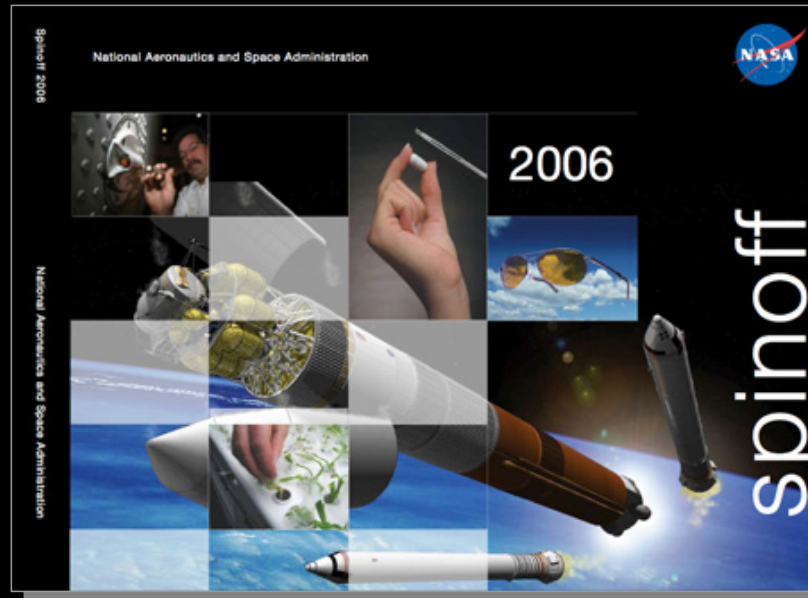 Spinoff 2006
National Aeronautics and Space Administration
National Aeronautics and Space Administration
NASA
2006
spinoff